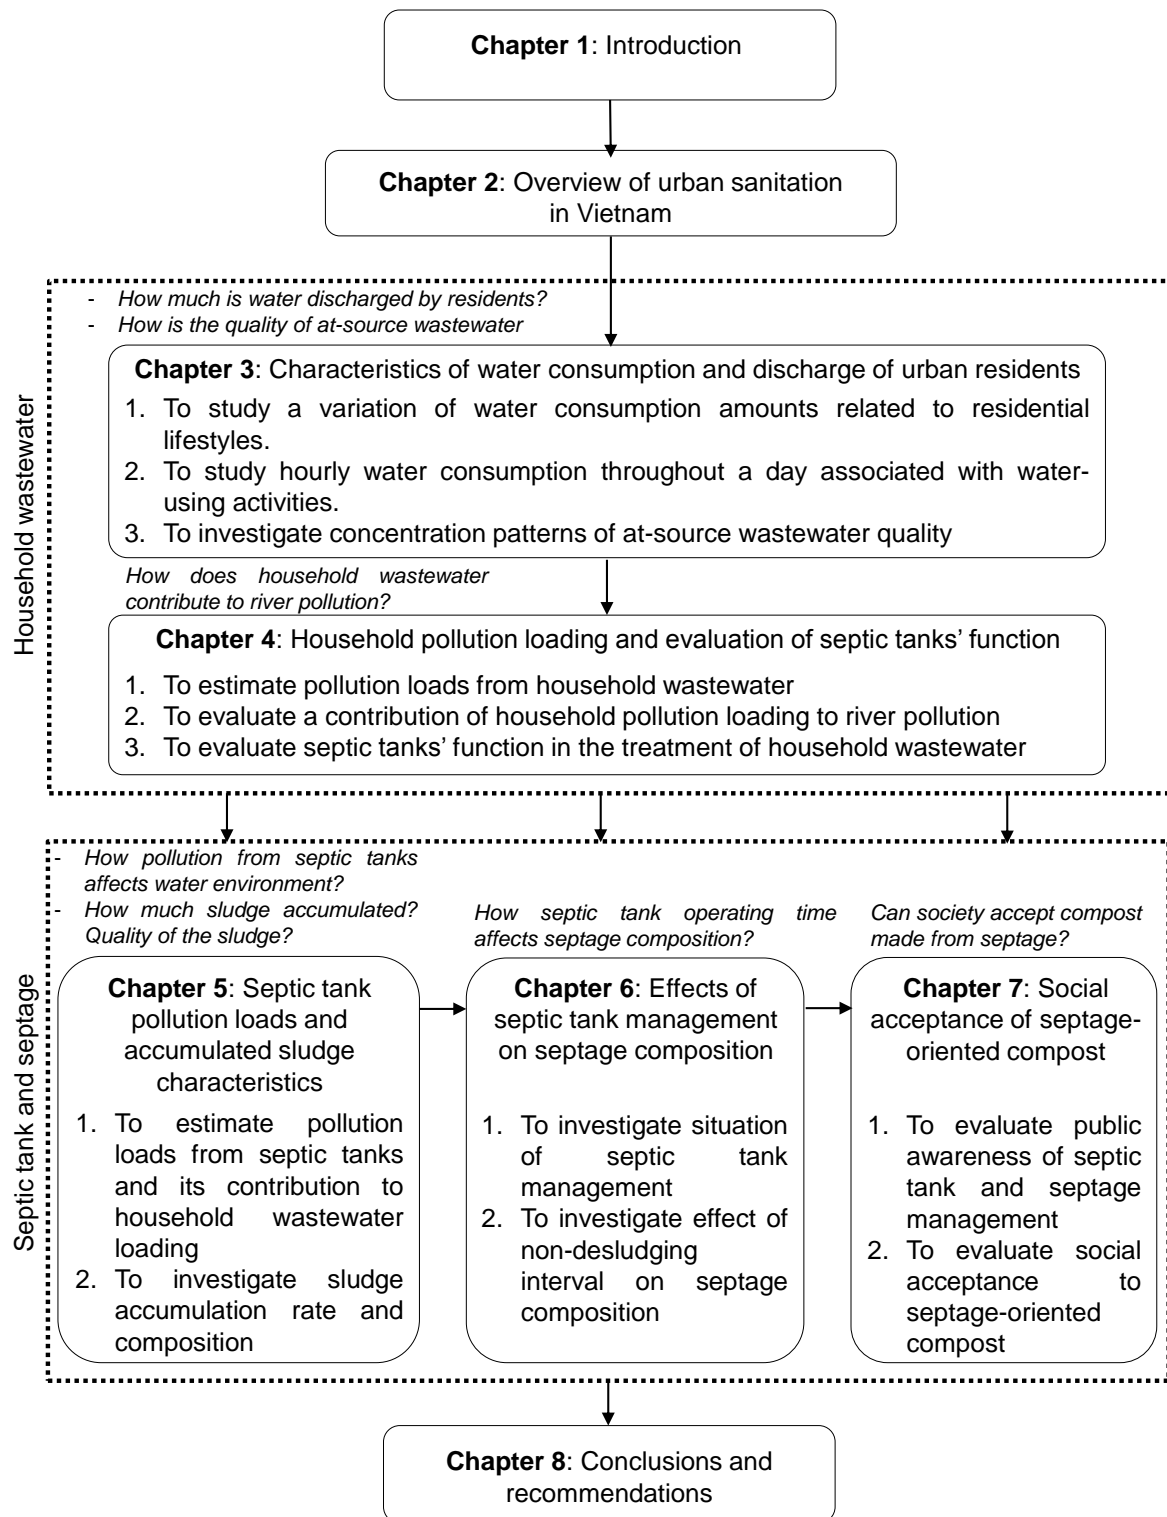 Chapter 1: Introduction
Chapter 2: Overview of urban sanitation
in Vietnam
Household wastewater
- How much is water discharged by residents?
- How is the quality of at-source wastewater
Chapter 3: Characteristics of water consumption and discharge of urban residents
1. To study a variation of water consumption amounts related to residential
lifestyles.
2. To study hourly water consumption throughout a day associated with water-
using activities.
3. To investigate concentration patterns of at-source wastewater quality
How does household wastewater
contribute to river pollution?
Chapter 4: Household pollution loading and evaluation of septic tanks' function
1. To estimate pollution loads from household wastewater
2. To evaluate a contribution of household pollution loading to river pollution
3. To evaluate septic tanks' function in the treatment of household wastewater
Septic tank and septage
- How pollution from septic tanks
affects water environment?
- How much sludge accumulated?
Quality of the sludge?
Chapter 5: Septic tank
pollution loads and
accumulated sludge
characteristics
1. To estimate pollution
loads from septic tanks
and its contribution to
household wastewater
loading
2. To investigate sludge
accumulation rate and
composition
How septic tank operating time
affects septage composition?
Chapter 6: Effects of
septic tank management
on septage composition
1. To investigate situation
of septic tank
management
2. To investigate effect of
non-desludging
interval on septage
composition
Can society accept compost
made from septage?
Chapter 7: Social
acceptance of septage-
oriented compost
1. To evaluate public
awareness of septic
tank and septage
management
2. To evaluate social
acceptance to
septage-oriented
compost
Chapter 8: Conclusions and
recommendations